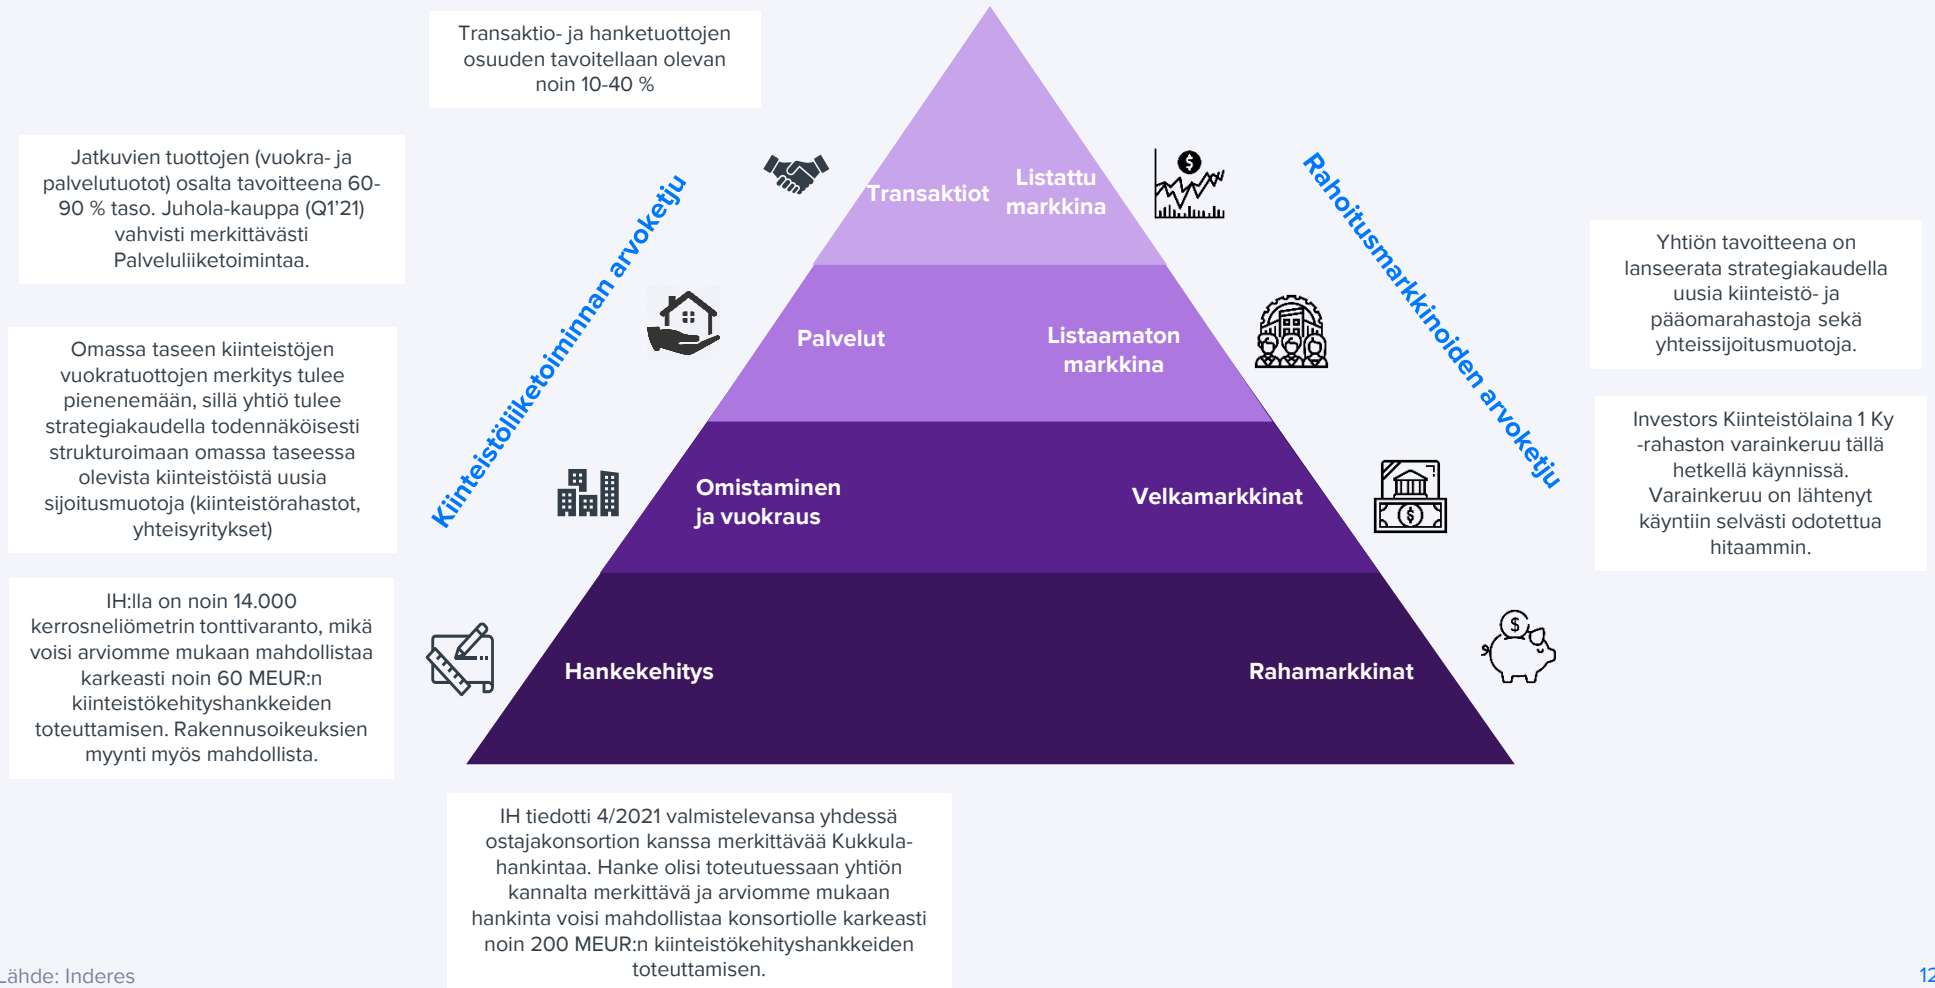 Transaktio- ja hanketuottojen
osuuden tavoitellaan olevan
noin 10-40 %
Jatkuvien tuottojen (vuokra- ja
palvelutuotot) osalta tavoitteena 60-
90 % taso. Juhola-kauppa (Q1'21)
vahvisti merkittävästi
Palveluliiketoimintaa.
Omassa taseen kiinteistöjen
vuokratuottojen merkitys tulee
pienenemään, sillä yhtiö tulee
strategiakaudella todennäköisesti
strukturoimaan omassa taseessa
olevista kiinteistöistä uusia
sijoitusmuotoja (kiinteistörahastot,
yhteisyritykset)
IH:lla on noin 14.000
kerrosneliömetrin tonttivaranto, mikä
voisi arviomme mukaan mahdollistaa
karkeasti noin 60 MEUR:n
kiinteistökehityshankkeiden
toteuttamisen. Rakennusoikeuksien
myynti myös mahdollista.
Kiinteistöliiketoiminnan arvoketju
Transaktiot
Listattu
markkina
Palvelut
Listaamaton
markkina
Omistaminen
ja vuokraus
Velkamarkkinat
Hankekehitys
Rahamarkkinat
Rahoitusmarkkinoiden arvoketju
Yhtiön tavoitteena on
lanseerata strategiakaudella
uusia kiinteistö- ja
pääomarahastoja sekä
yhteissijoitusmuotoja.
Investors Kiinteistölaina 1 Ky
-rahaston varainkeruu tällä
hetkellä käynnissä.
Varainkeruu on lähtenyt
käyntiin selvästi odotettua
hitaammin.
IH tiedotti 4/2021 valmistelevansa yhdessä
ostajakonsortion kanssa merkittävää Kukkula-
hankintaa. Hanke olisi toteutuessaan yhtiön
kannalta merkittävä ja arviomme mukaan
hankinta voisi mahdollistaa konsortiolle karkeasti
noin 200 MEUR:n kiinteistökehityshankkeiden
toteuttamisen.
Lähde: Inderes
12